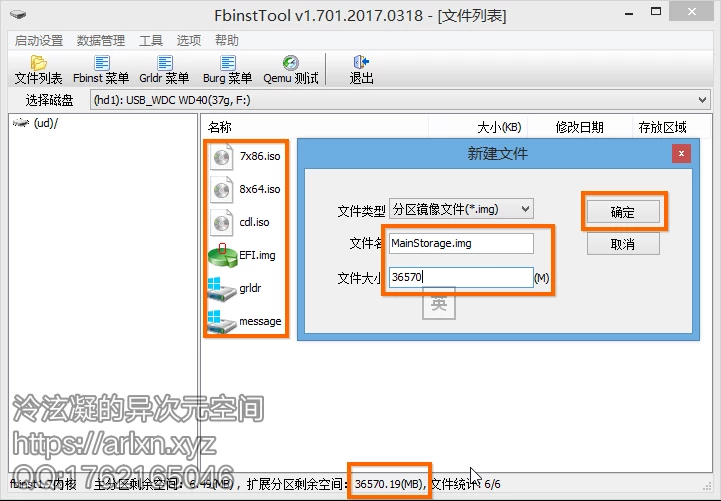 FbinstTool v1.701.2017.0318 - [文件列表]
启动设置 数据管理 工具 选项 帮助
文件列表 Fbinst 菜单 Grldr 菜单 Burg 菜单 Qemu 测试 退出
选择磁盘 (hd1): USB_WDC WD40(37g, F:)
(ud)/
名称 大小(KB) 修改日期 存放区域
7x86.iso
8x64.iso
cdl.iso
EFI.img
grldr
message
新建文件
文件类型 分区镜像文件(*.img) 确定
文件名 MainStorage.img 取消
文件大小 36570 (M)
英
泠泫凝的异次元空间
https://arlxn.xyz
QQ:1762165046
fbinst1.7内核 主分区剩余空间: 6.49(MB), 扩展分区剩余空间: 36570.19(MB), 文件统计 6/6